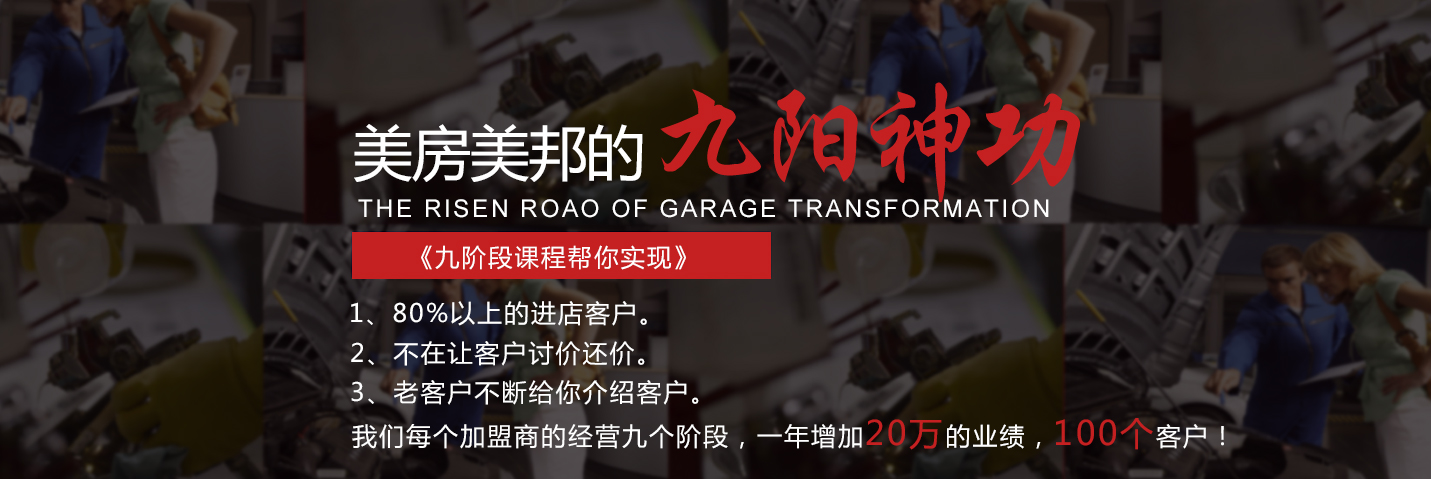 美房美邦的九阳神功
THE RISEN ROAO OF GARAGE TRANSFORMATION
《九阶段课程帮你实现》
1、80%以上的进店客户。
2、不在让客户讨价还价。
3、老客户不断给你介绍客户。
我们每个加盟商的经营九个阶段，一年增加20万的业绩，100个客户！